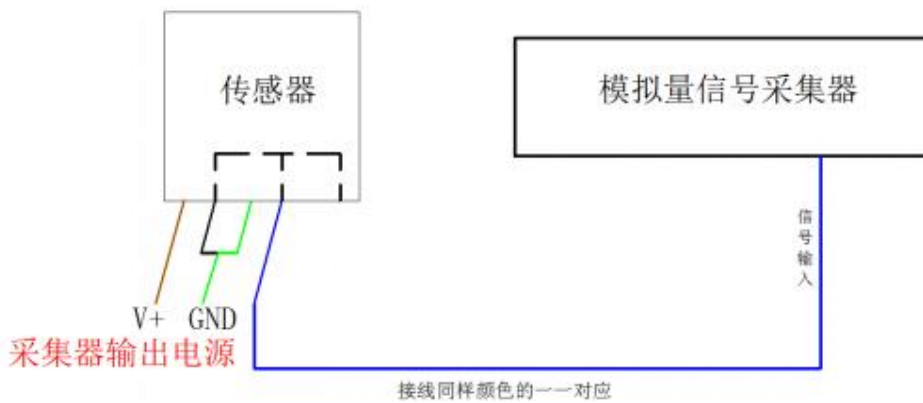 传感器
模拟量信号采集器
信号输入
V+ GND
采集器输出电源
接线同样颜色的一一对应